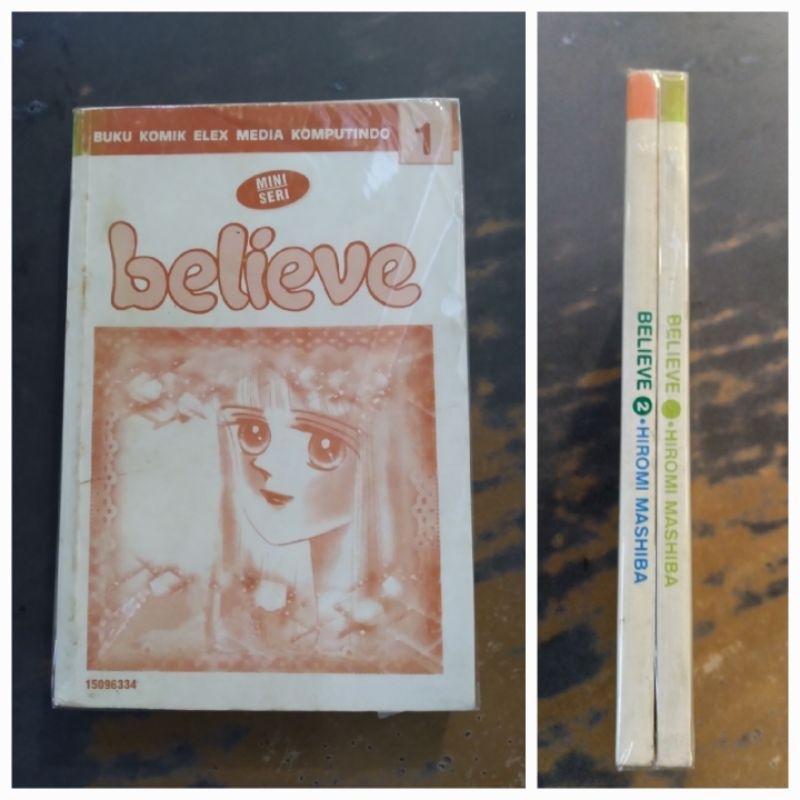 BUKU KOMIK ELEX MEDIA KOMPUTINDO
1
MINI
SERI
believe
15096334
BELIEVE 2 • HIROMI MASHIBA
BELIEVE • HIROMI MASHIBA